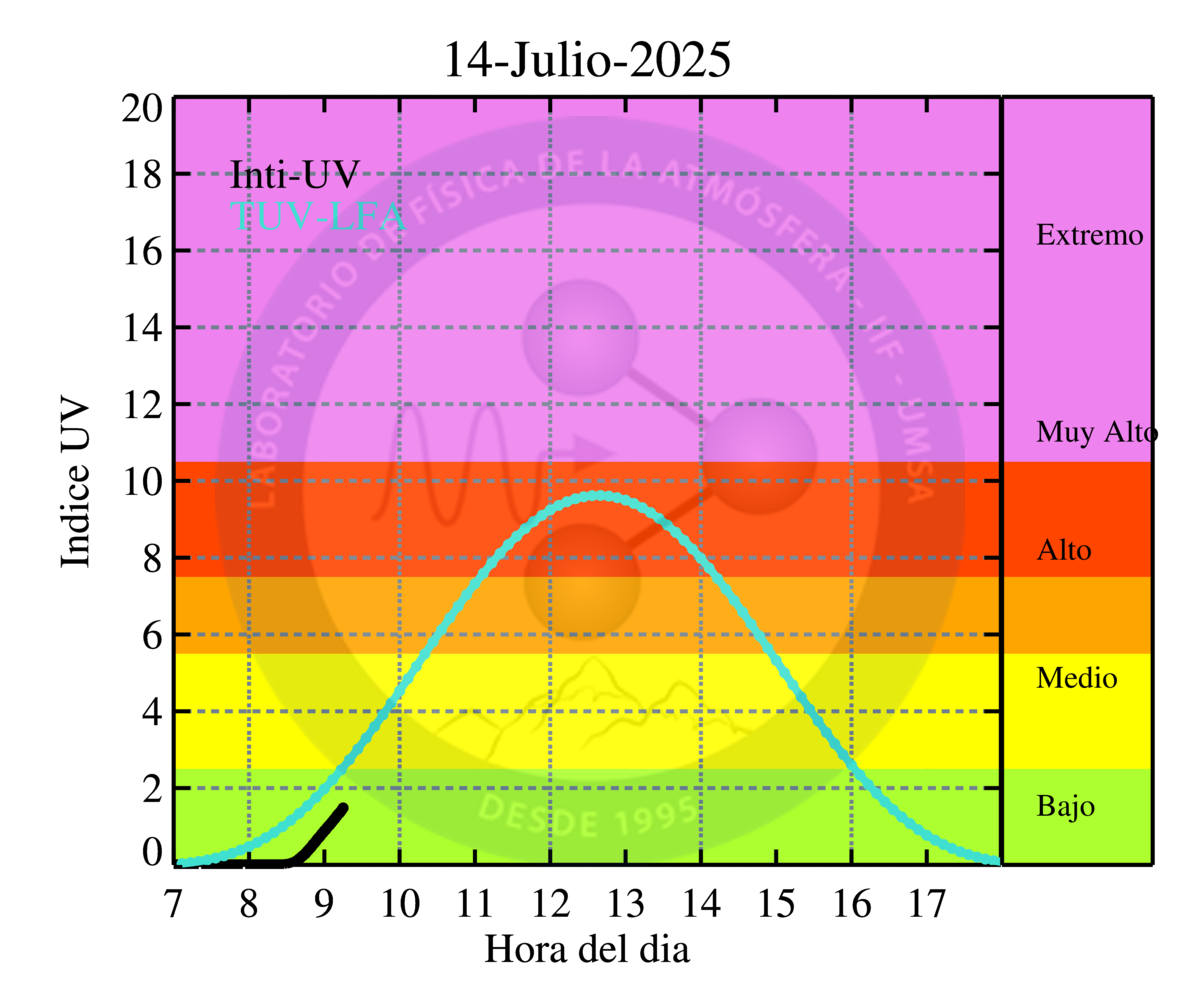 14-Julio-2025
Indice UV
20
18
16
14
12
10
8
6
4
2
0
Inti-UV
TUV-LFA
LABORATORIO DE FÍSICA DE LA ATMÓSFERA - IIF - UMSA
DESDE 1995
Extremo
Muy Alto
Alto
Medio
Bajo
7 8 9 10 11 12 13 14 15 16 17
Hora del dia